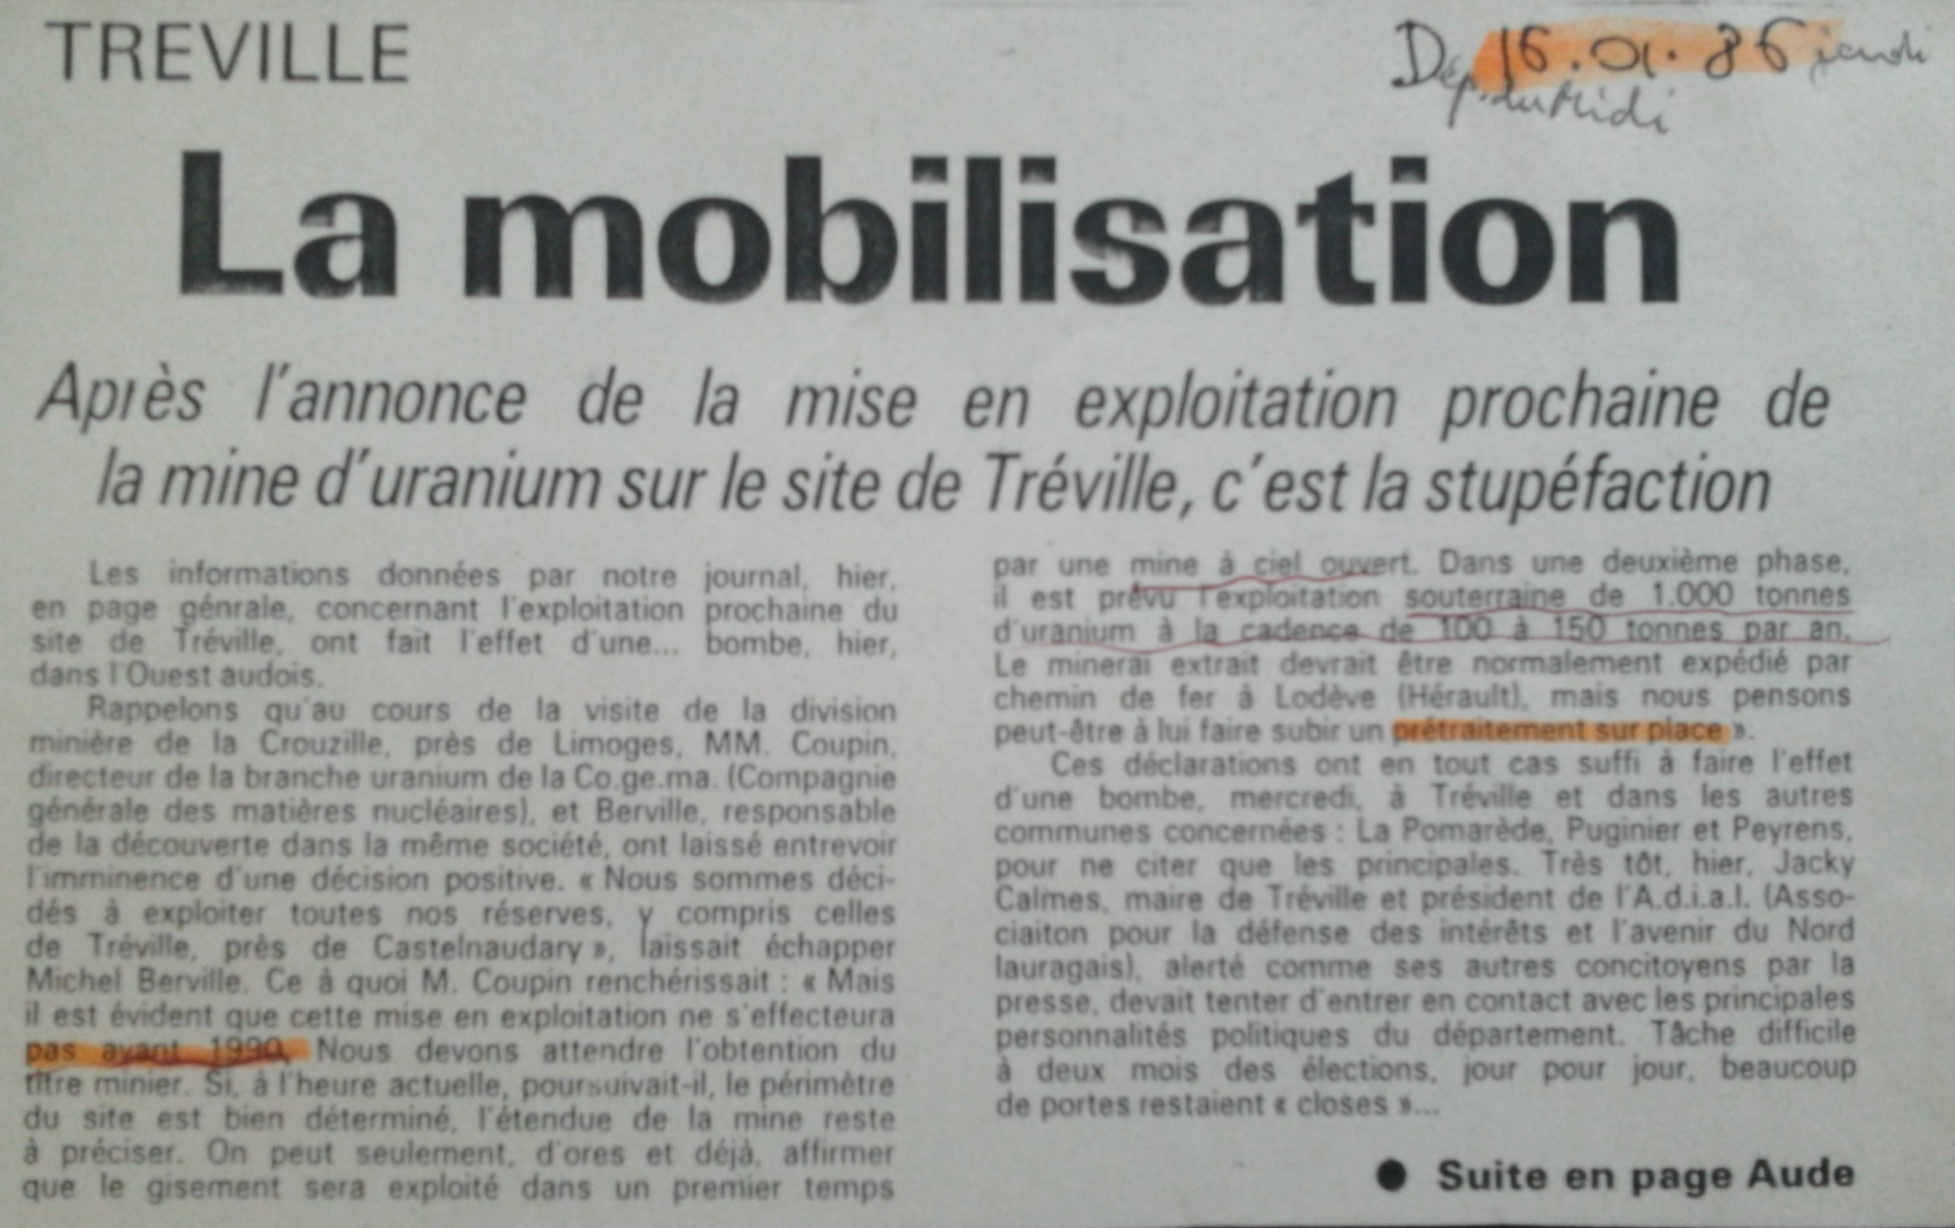 TREVILLE
Dép. du Midi 16.01.86 jeudi
La mobilisation
Après l'annonce de la mise en exploitation prochaine de
la mine d'uranium sur le site de Tréville, c'est la stupéfaction
Les informations données par notre journal, hier,
en page génrale, concernant l'exploitation prochaine du
site de Tréville, ont fait l'effet d'une... bombe, hier,
dans l'Ouest audois.
Rappelons qu'au cours de la visite de la division
minière de la Crouzille, près de Limoges, MM. Coupin,
directeur de la branche uranium de la Co.ge.ma. (Compagnie
générale des matières nucléaires), et Berville, responsable
de la découverte dans la même société, ont laissé entrevoir
l'imminence d'une décision positive. « Nous sommes déci-
dés à exploiter toutes nos réserves, y compris celles
de Tréville, près de Castelnaudary », laissait échapper
Michel Berville. Ce à quoi M. Coupin renchérissait : « Mais
il est évident que cette mise en exploitation ne s'effecteura
pas avant 1990. Nous devons attendre l'obtention du
titre minier. Si, à l'heure actuelle, poursuivait-il, le périmètre
du site est bien déterminé, l'étendue de la mine reste
à préciser. On peut seulement, d'ores et déjà, affirmer
que le gisement sera exploité dans un premier temps
par une mine à ciel ouvert. Dans une deuxième phase,
il est prévu l'exploitation souterraine de 1.000 tonnes
d'uranium à la cadence de 100 à 150 tonnes par an.
Le minerai extrait devrait être normalement expédié par
chemin de fer à Lodève (Hérault), mais nous pensons
peut-être à lui faire subir un prétraitement sur place ».
Ces déclarations ont en tout cas suffi à faire l'effet
d'une bombe, mercredi, à Tréville et dans les autres
communes concernées : La Pomarède, Puginier et Peyrens,
pour ne citer que les principales. Très tôt, hier, Jacky
Calmes, maire de Tréville et président de l'A.d.i.a.l. (Asso-
ciaiton pour la défense des intérêts et l'avenir du Nord
lauragais), alerté comme ses autres concitoyens par la
presse, devait tenter d'entrer en contact avec les principales
personnalités politiques du département. Tâche difficile
à deux mois des élections, jour pour jour, beaucoup
de portes restaient « closes »...
● Suite en page Aude